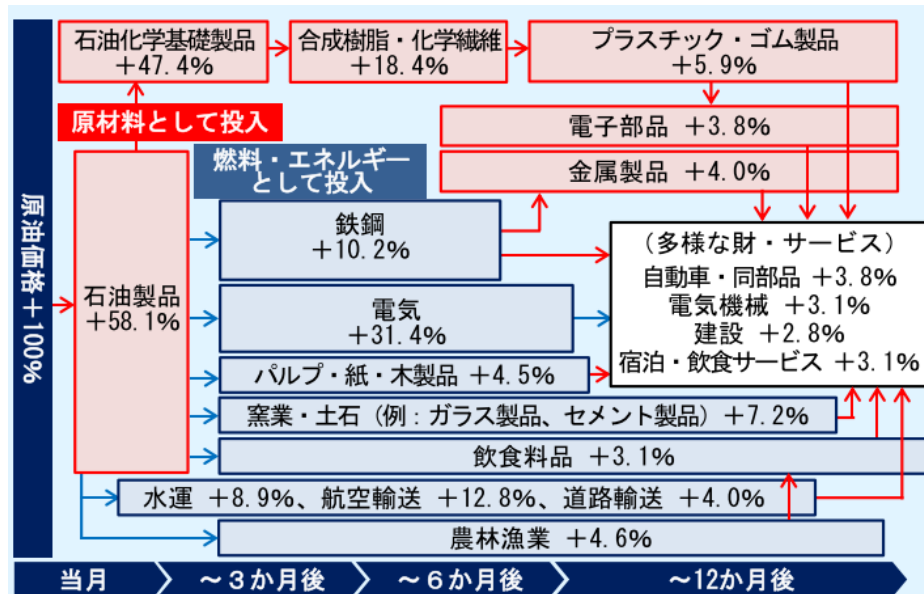 石油化学基礎製品
+47.4%
合成樹脂・化学繊維
+18.4%
プラスチック・ゴム製品
+5.9%
原材料として投入
電子部品 +3.8%
燃料・エネルギー
として投入
金属製品 +4.0%
原油価格+100%
石油製品
+58.1%
鉄鋼
+10.2%
電気
+31.4%
(多様な財・サービス)
自動車・同部品 +3.8%
電気機械 +3.1%
建設 +2.8%
宿泊・飲食サービス +3.1%
パルプ・紙・木製品 +4.5%
窯業・土石(例:ガラス製品、セメント製品)+7.2%
飲食料品 +3.1%
水運 +8.9%、航空輸送 +12.8%、道路輸送 +4.0%
農林漁業 +4.6%
当月
~3か月後
~6か月後
~12か月後